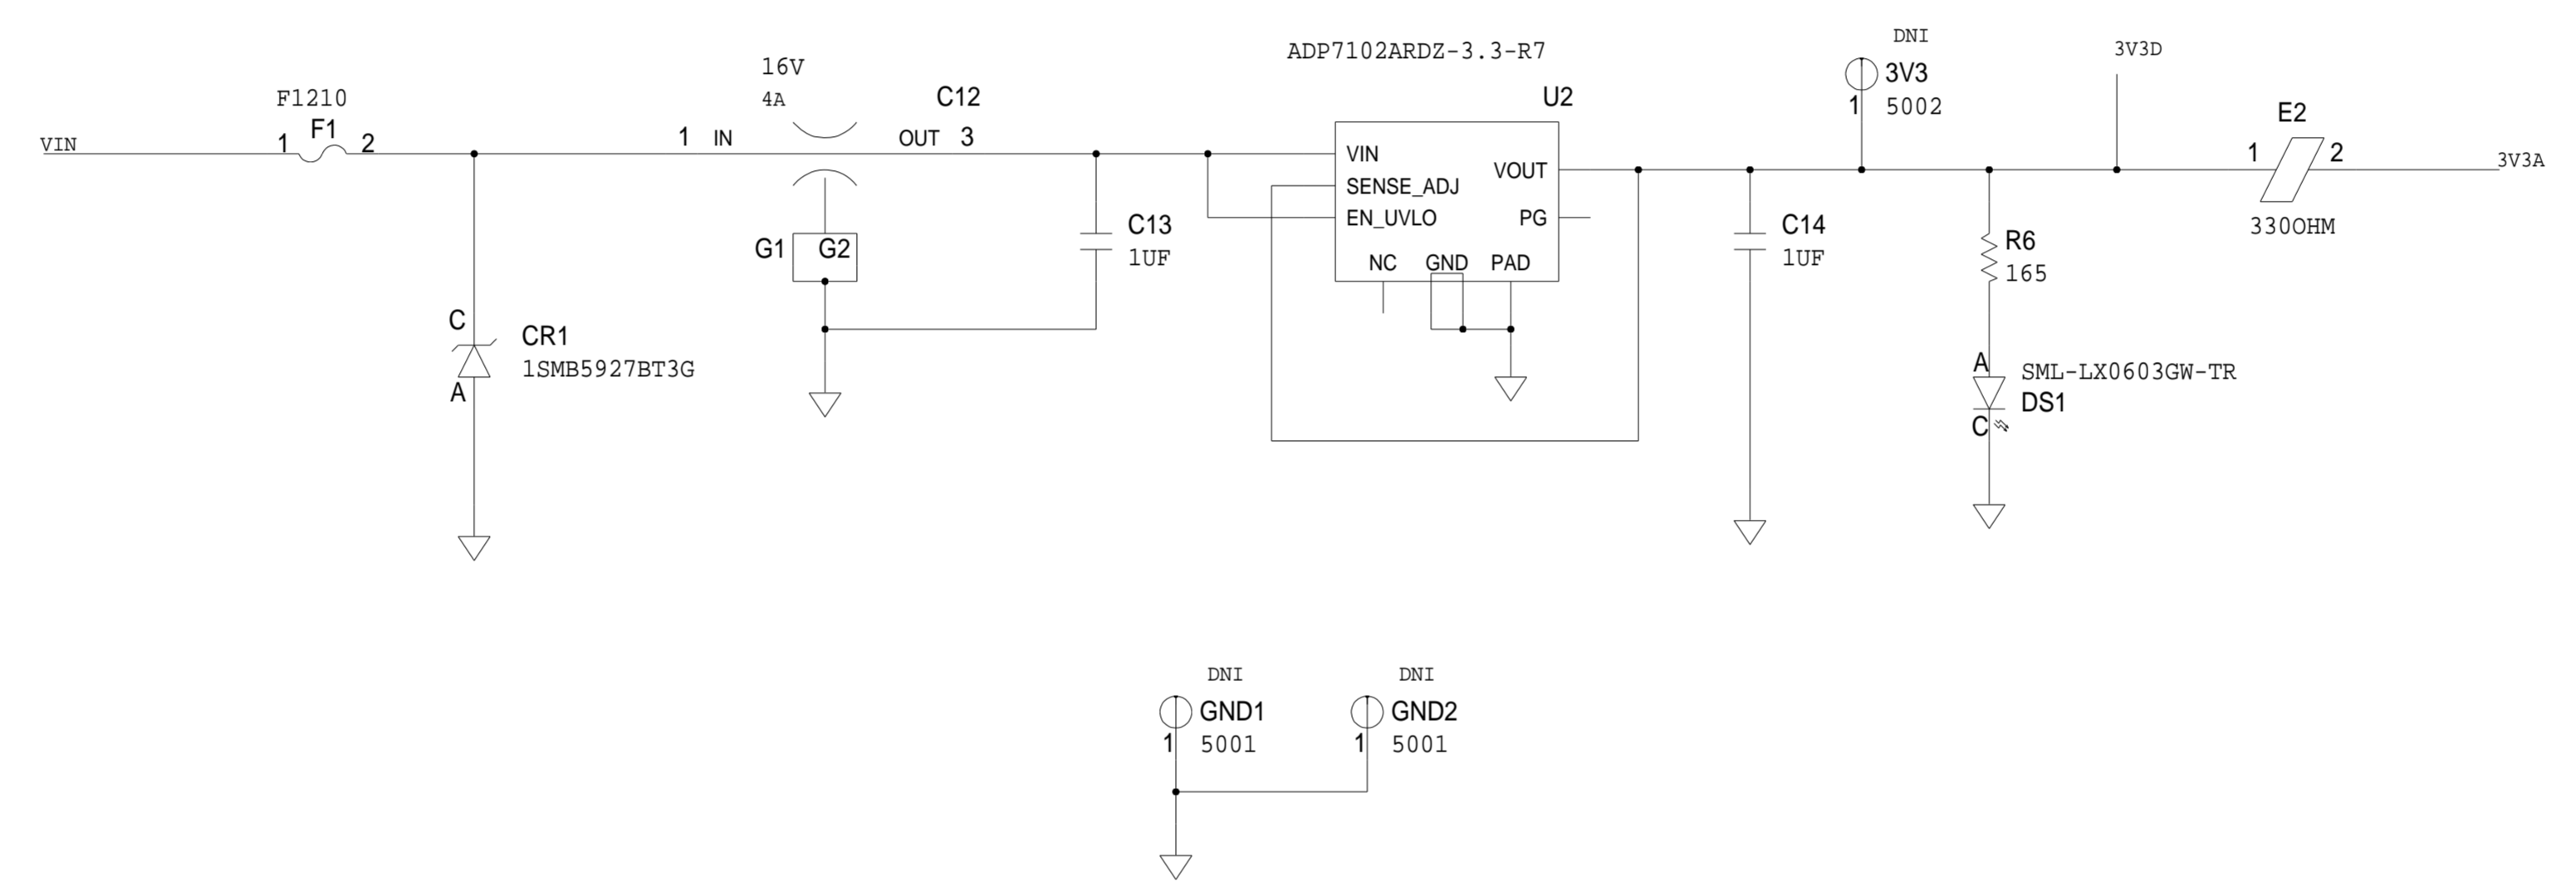 VIN
F1210
F1
1
2
16V
4A
C12
1 IN
OUT 3
G1
G2
C13
1UF
C
CR1
1SMB5927BT3G
A
ADP7102ARDZ-3.3-R7
U2
VIN
SENSE_ADJ
EN_UVLO
VOUT
PG
NC GND PAD
C14
1UF
DNI
3V3
1
5002
R6
165
A
SML-LX0603GW-TR
DS1
C
3V3D
E2
1
2
330OHM
3V3A
DNI
GND1
1
5001
DNI
GND2
1
5001